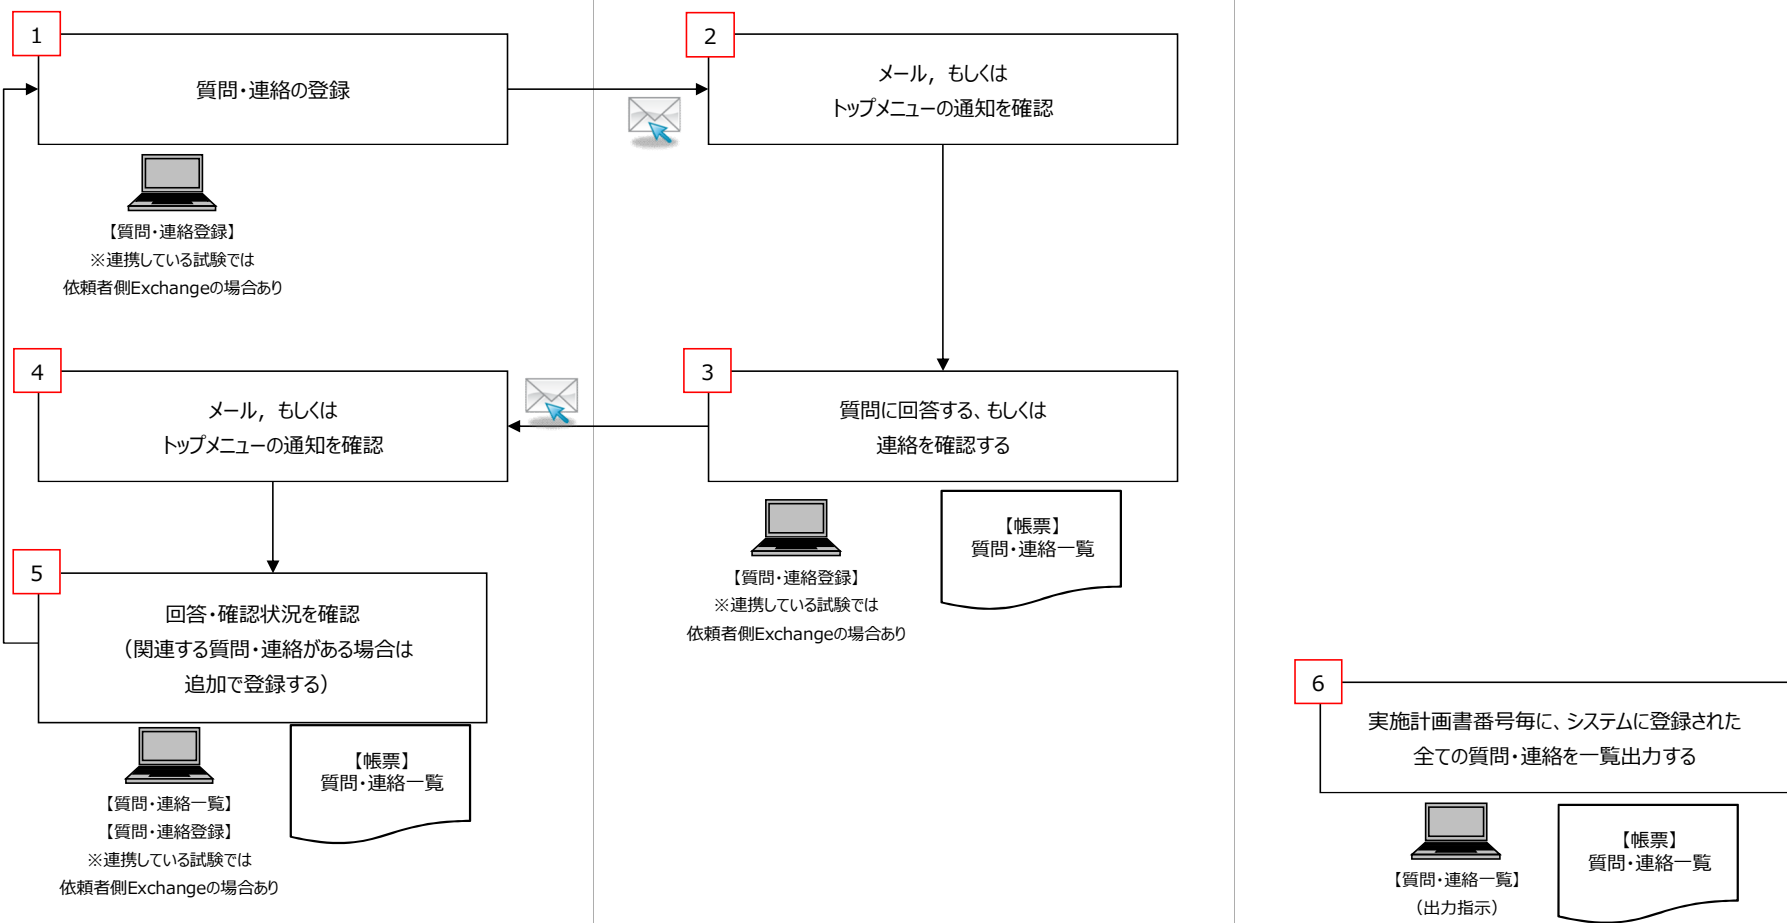 1
質問・連絡の登録
【質問・連絡登録】
※連携している試験では
依頼者側Exchangeの場合あり
2
メール，もしくは
トップメニューの通知を確認
3
質問に回答する、もしくは
連絡を確認する
【質問・連絡登録】
※連携している試験では
依頼者側Exchangeの場合あり
【帳票】
質問・連絡一覧
4
メール，もしくは
トップメニューの通知を確認
5
回答・確認状況を確認
（関連する質問・連絡がある場合は
追加で登録する）
【質問・連絡一覧】
【質問・連絡登録】
※連携している試験では
依頼者側Exchangeの場合あり
【帳票】
質問・連絡一覧
6
実施計画書番号毎に、システムに登録された
全ての質問・連絡を一覧出力する
【質問・連絡一覧】
（出力指示）
【帳票】
質問・連絡一覧